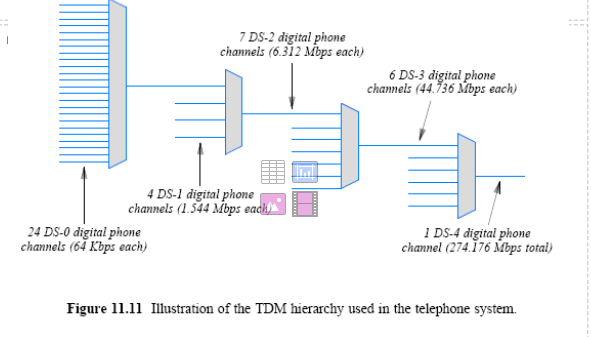 7 DS-2 digital phone
channels (6.312 Mbps each)
6 DS-3 digital phone
channels (44.736 Mbps each)
4 DS-1 digital phone
channels (1.544 Mbps each)
24 DS-0 digital phone
channels (64 Kbps each)
1 DS-4 digital phone
channel (274.176 Mbps total)
Figure 11.11 Illustration of the TDM hierarchy used in the telephone system.